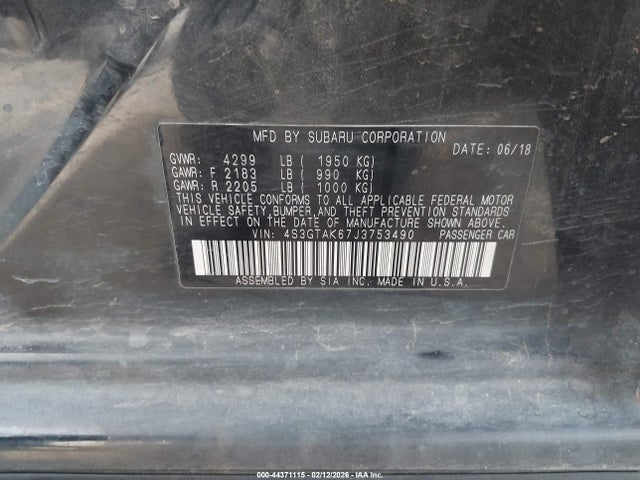 MFD BY SUBARU CORPORATION
DATE: 06/18
GVWR: 4299 LB ( 1950 KG)
GAWR: F 2183 LB ( 990 KG)
GAWR: R 2205 LB ( 1000 KG)
THIS VEHICLE CONFORMS TO ALL APPLICABLE FEDERAL MOTOR
VEHICLE SAFETY, BUMPER, AND THEFT PREVENTION STANDARDS
IN EFFECT ON THE DATE OF MANUFACTURE SHOWN ABOVE.
VIN: 4S3GTAK67J3753490 PASSENGER CAR
ASSEMBLED BY SIA INC. MADE IN U.S.A.
000-44371115 - 02/12/2026 - IAA Inc.